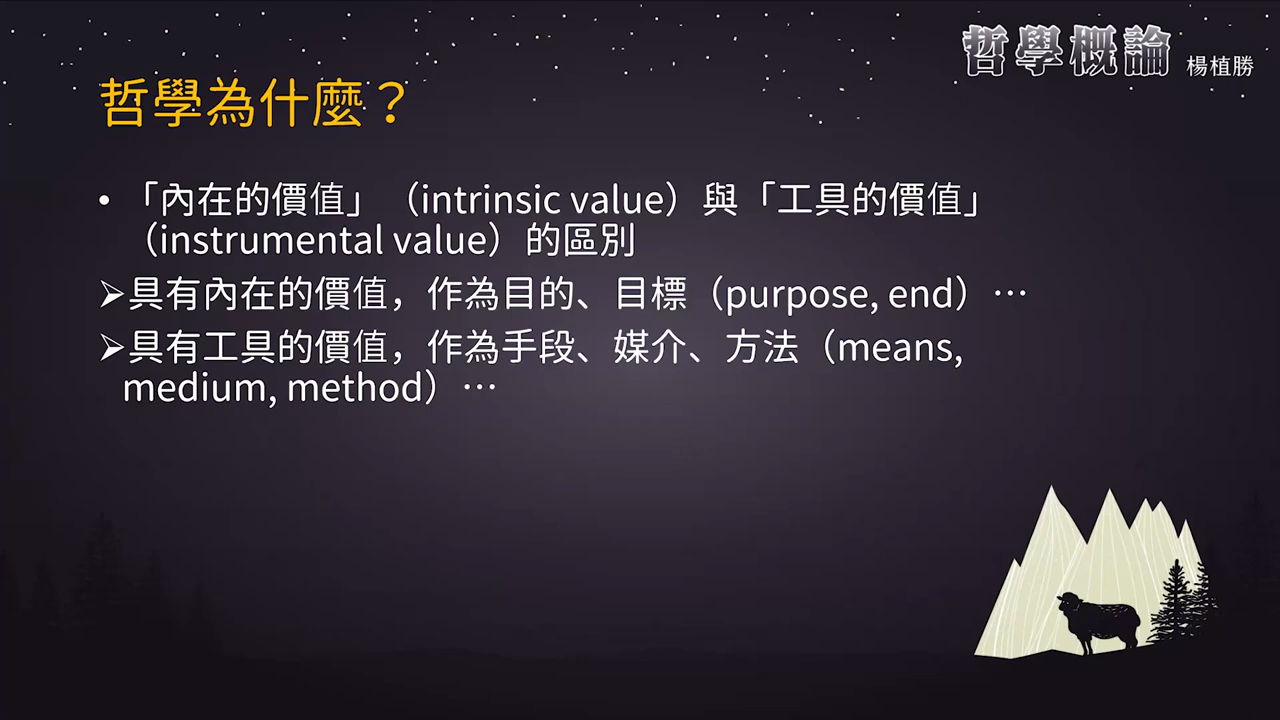 哲學概論 楊植勝
哲學為什麼？
• 「內在的價值」（intrinsic value）與「工具的價值」
（instrumental value）的區別
➢具有內在的價值，作為目的、目標（purpose, end）…
➢具有工具的價值，作為手段、媒介、方法（means,
medium, method）…